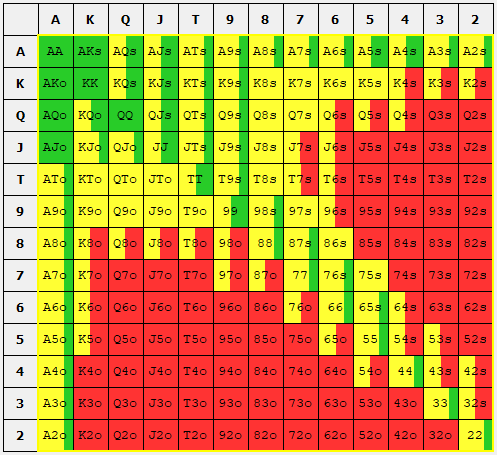 A K Q J T 9 8 7 6 5 4 3 2
A AA AKs AQs AJs ATs A9s A8s A7s A6s A5s A4s A3s A2s
K AKo KK KQs KJs KTs K9s K8s K7s K6s K5s K4s K3s K2s
Q AQo KQo QQ QJs QTs Q9s Q8s Q7s Q6s Q5s Q4s Q3s Q2s
J AJo KJo QJo JJ JTs J9s J8s J7s J6s J5s J4s J3s J2s
T ATo KTo QTo JTo TT T9s T8s T7s T6s T5s T4s T3s T2s
9 A9o K9o Q9o J9o T9o 99 98s 97s 96s 95s 94s 93s 92s
8 A8o K8o Q8o J8o T8o 98o 88 87s 86s 85s 84s 83s 82s
7 A7o K7o Q7o J7o T7o 97o 87o 77 76s 75s 74s 73s 72s
6 A6o K6o Q6o J6o T6o 96o 86o 76o 66 65s 64s 63s 62s
5 A5o K5o Q5o J5o T5o 95o 85o 75o 65o 55 54s 53s 52s
4 A4o K4o Q4o J4o T4o 94o 84o 74o 64o 54o 44 43s 42s
3 A3o K3o Q3o J3o T3o 93o 83o 73o 63o 53o 43o 33 32s
2 A2o K2o Q2o J2o T2o 92o 82o 72o 62o 52o 42o 32o 22